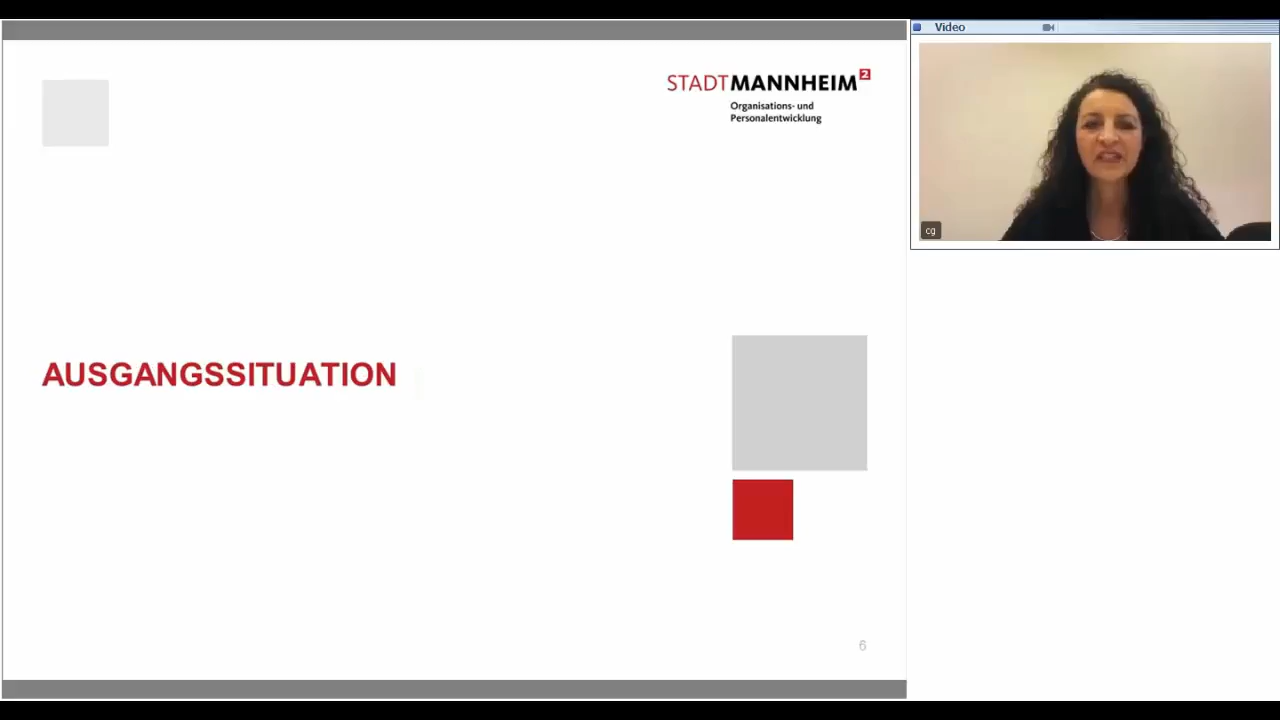 STADTMANNHEIM²
Organisations- und
Personalentwicklung
AUSGANGSSITUATION
6
Video
cg